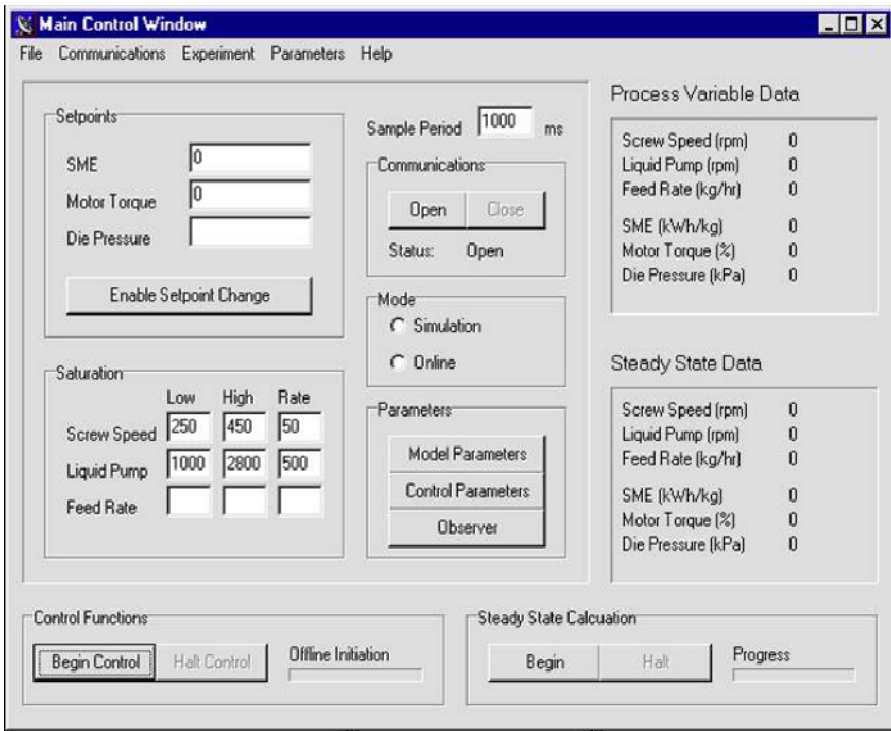 Main Control Window
File Communications Experiment Parameters Help
Setpoints
SME 0
Motor Torque 0
Die Pressure
Enable Setpoint Change
Saturation
Low High Rate
Screw Speed 250 450 50
Liquid Pump 1000 2800 500
Feed Rate
Sample Period 1000 ms
Communications
Open Close
Status: Open
Mode
Simulation
Online
Parameters
Model Parameters
Control Parameters
Observer
Process Variable Data
Screw Speed (rpm) 0
Liquid Pump (rpm) 0
Feed Rate (kg/hr) 0
SME (kWh/kg) 0
Motor Torque (%) 0
Die Pressure (kPa) 0
Steady State Data
Screw Speed (rpm) 0
Liquid Pump (rpm) 0
Feed Rate (kg/hr) 0
SME (kWh/kg) 0
Motor Torque (%) 0
Die Pressure (kPa) 0
Control Functions
Begin Control Halt Control Offline Initiation
Steady State Calcuation
Begin Halt Progress